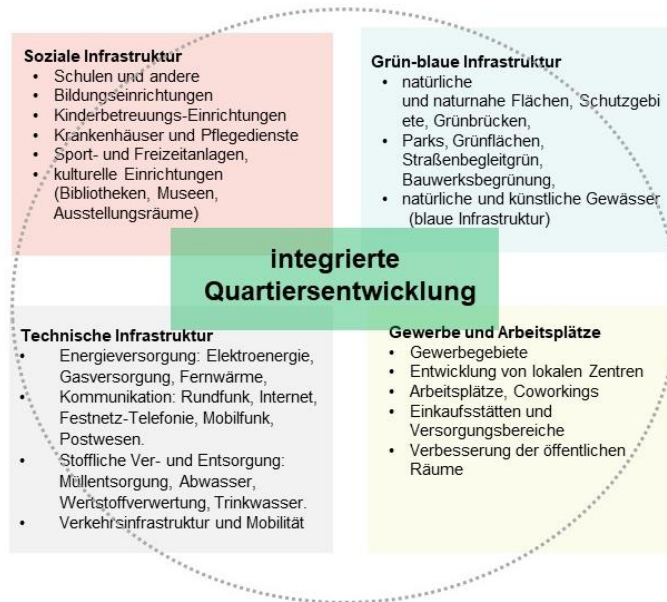 Soziale Infrastruktur
• Schulen und andere
• Bildungseinrichtungen
• Kinderbetreuungs-Einrichtungen
• Krankenhäuser und Pflegedienste
• Sport- und Freizeitanlagen,
• kulturelle Einrichtungen
(Bibliotheken, Museen,
Ausstellungsräume)
Grün-blaue Infrastruktur
• natürliche
und naturnahe Flächen, Schutzgebi
ete, Grünbrücken,
• Parks, Grünflächen,
Straßenbegleitgrün,
Bauwerksbegrünung,
• natürliche und künstliche Gewässer
(blaue Infrastruktur)
integrierte
Quartiersentwicklung
Technische Infrastruktur
• Energieversorgung: Elektroenergie,
Gasversorgung, Fernwärme,
• Kommunikation: Rundfunk, Internet,
Festnetz-Telefonie, Mobilfunk,
Postwesen.
• Stoffliche Ver- und Entsorgung:
Müllentsorgung, Abwasser,
Wertstoffverwertung, Trinkwasser.
• Verkehrsinfrastruktur und Mobilität
Gewerbe und Arbeitsplätze
• Gewerbegebiete
• Entwicklung von lokalen Zentren
• Arbeitsplätze, Coworkings
• Einkaufsstätten und
Versorgungsbereiche
• Verbesserung der öffentlichen
Räume